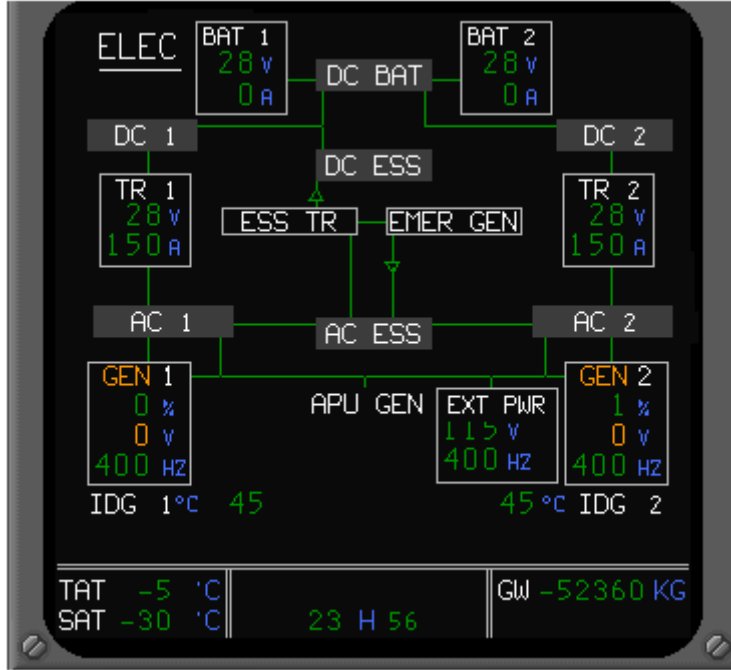 ELEC BAT 1 BAT 2
28 V 28 V
DC BAT
0 A 0 A
DC 1 DC 2
DC ESS
TR 1 TR 2
28 V 28 V
ESS TR EMER GEN
150 A 150 A
AC 1 AC ESS AC 2
GEN 1 GEN 2
0 % APU GEN EXT PWR 1 %
0 V 115 V 0 V
400 HZ 400 HZ 400 HZ
IDG 1 °C 45 45 °C IDG 2
TAT -5 °C GW -52360 KG
SAT -30 °C 23 H 56